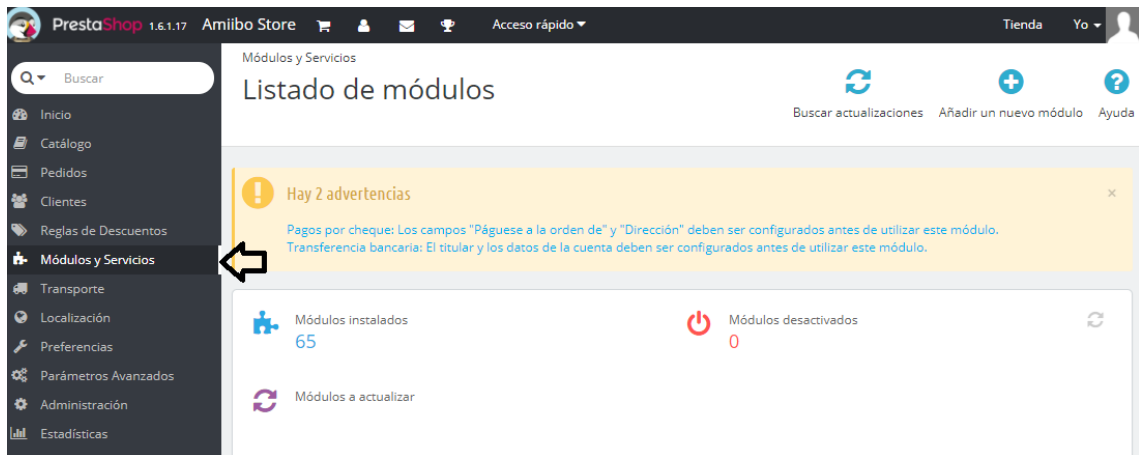 PrestaShop 1.6.1.17 Amiibo Store Acceso rápido Tienda Yo
Buscar
Inicio
Catálogo
Pedidos
Clientes
Reglas de Descuentos
Módulos y Servicios
Transporte
Localización
Preferencias
Parámetros Avanzados
Administración
Estadísticas
Módulos y Servicios
Listado de módulos
Buscar actualizaciones Añadir un nuevo módulo Ayuda
Hay 2 advertencias ×
Pagos por cheque: Los campos "Páguese a la orden de" y "Dirección" deben ser configurados antes de utilizar este módulo.
Transferencia bancaria: El titular y los datos de la cuenta deben ser configurados antes de utilizar este módulo.
Módulos instalados
65
Módulos desactivados
0
Módulos a actualizar